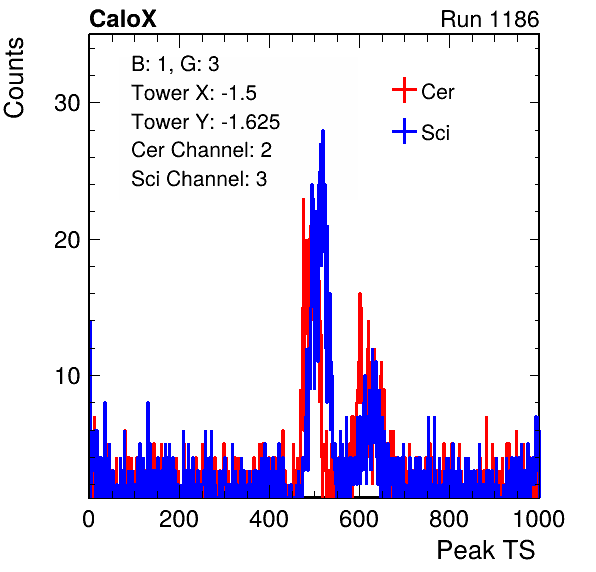 CaloX Run 1186
Counts
B: 1, G: 3
Tower X: -1.5
Tower Y: -1.625
Cer Channel: 2
Sci Channel: 3
Cer
Sci
30
20
10
0 200 400 600 800 1000
Peak TS